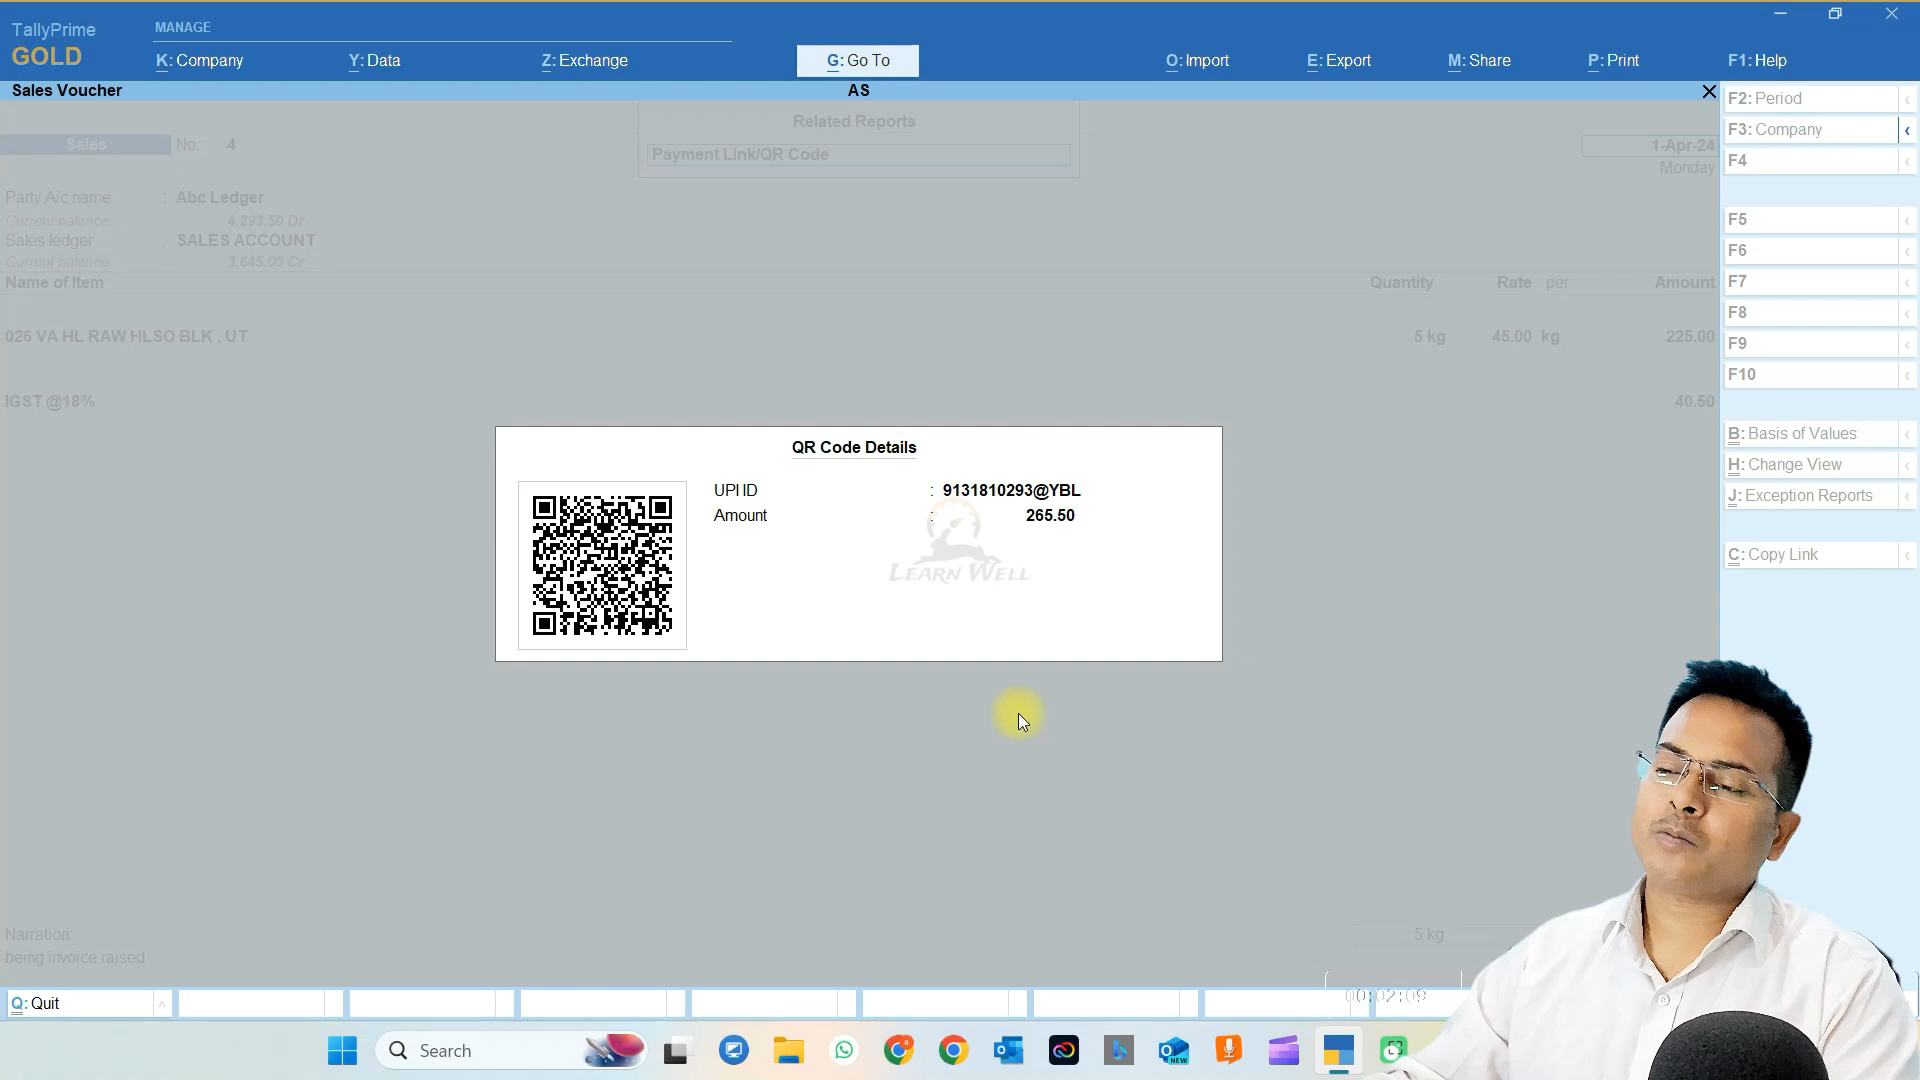 TallyPrime
GOLD
MANAGE
K: Company
Y: Data
Z: Exchange
G: Go To
O: Import
E: Export
M: Share
P: Print
F1: Help
Sales Voucher
AS
Related Reports
Payment Link/QR Code
Sales
No. 4
1-Apr-24
Monday
Party A/c name : Abc Ledger
Current balance 4,293.50 Dr
Sales ledger : SALES ACCOUNT
Current balance 3,645.00 Cr
Name of Item
Quantity
Rate per
Amount
026 VA HL RAW HLSO BLK , UT
5 kg
45.00 kg
225.00
IGST @18%
40.50
QR Code Details
UPI ID : 9131810293@YBL
Amount : 265.50
LEARN WELL
Narration:
being invoice raised
5 kg
00:02:09
Q: Quit
F2: Period
F3: Company
F4
F5
F6
F7
F8
F9
F10
B: Basis of Values
H: Change View
J: Exception Reports
C: Copy Link
Search
NEW